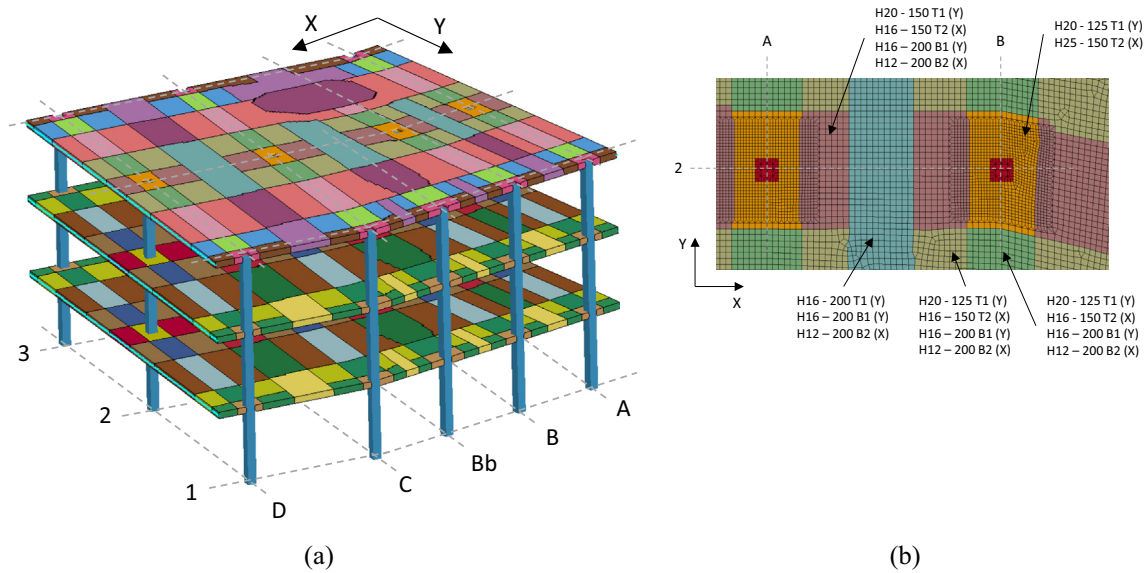 X
Y
3
2
1
D
C
Bb
B
A
(a)
H20 - 150 T1 (Y)
H16 – 150 T2 (X)
H16 – 200 B1 (Y)
H12 – 200 B2 (X)
H20 - 125 T1 (Y)
H25 - 150 T2 (X)
A
B
2
Y
X
H16 - 200 T1 (Y)
H16 – 200 B1 (Y)
H12 – 200 B2 (X)
H20 - 125 T1 (Y)
H16 - 150 T2 (X)
H16 – 200 B1 (Y)
H12 – 200 B2 (X)
H20 - 125 T1 (Y)
H16 - 150 T2 (X)
H16 – 200 B1 (Y)
H12 – 200 B2 (X)
(b)